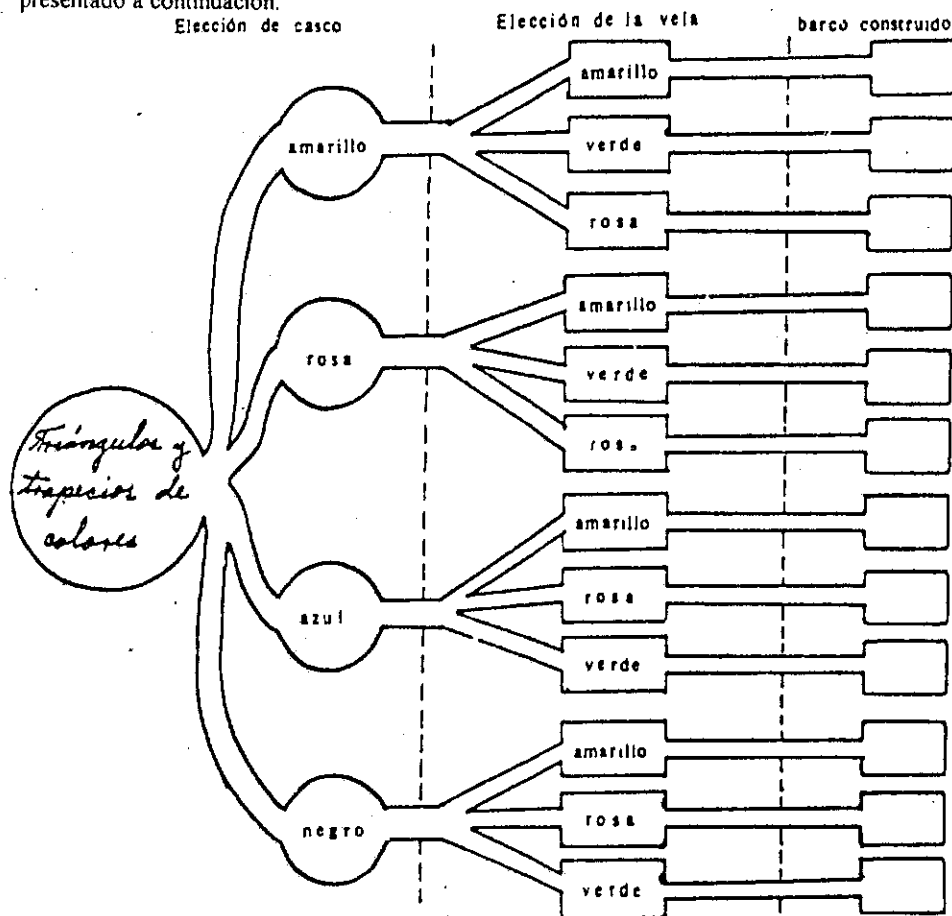 presentado a continuación.
Elección de casco
Elección de la vela
barco construido
amarillo
amarillo
verde
rosa
rosa
amarillo
verde
ros.
Triángulos y
trapecios de
colores
azul
amarillo
rosa
verde
negro
amarillo
rosa
verde